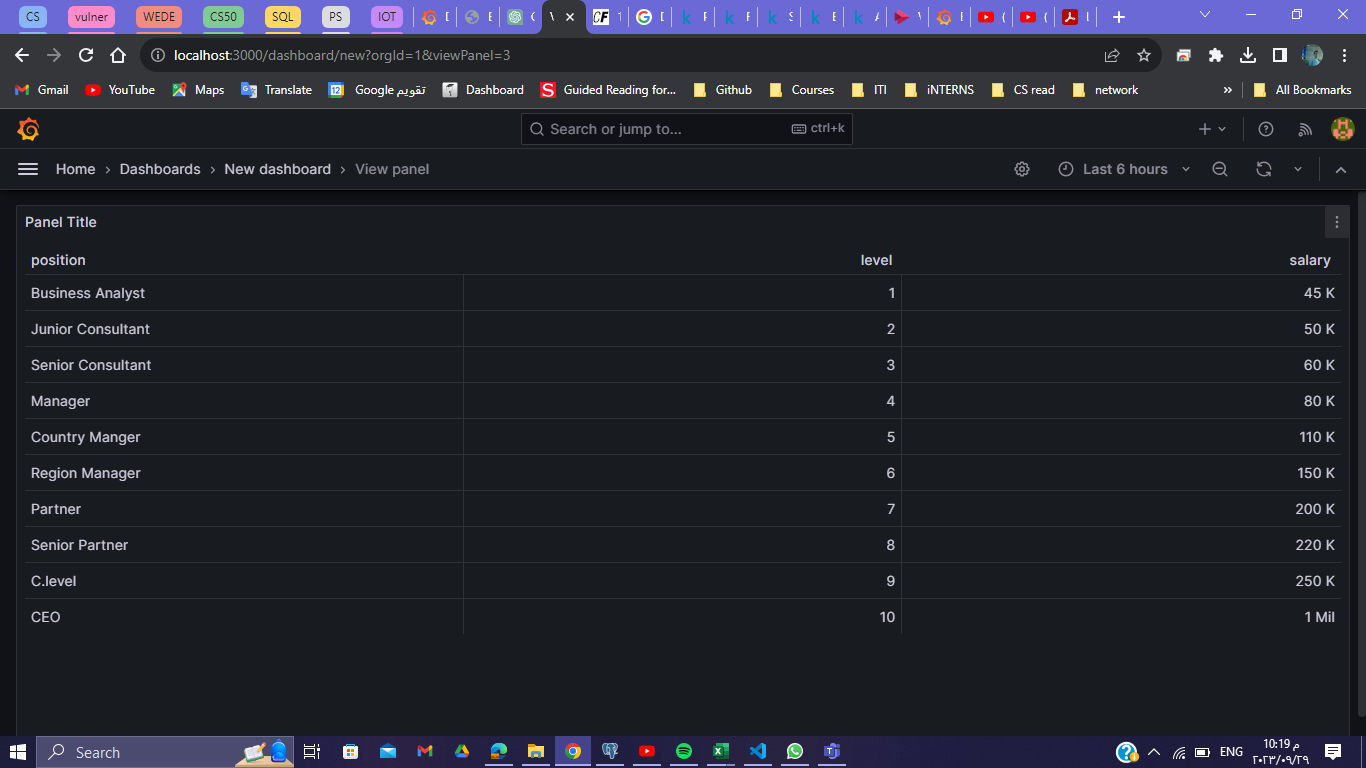 CS vulner WEDE CS50 SQL PS IOT
localhost:3000/dashboard/new?orgId=1&viewPanel=3
Gmail YouTube Maps Translate Google تقويم Dashboard Guided Reading for... Github Courses ITI iNTERNS CS read network » All Bookmarks
Search or jump to... ctrl+k
Home › Dashboards › New dashboard › View panel Last 6 hours
Panel Title
position level salary
Business Analyst 1 45 K
Junior Consultant 2 50 K
Senior Consultant 3 60 K
Manager 4 80 K
Country Manger 5 110 K
Region Manager 6 150 K
Partner 7 200 K
Senior Partner 8 220 K
C.level 9 250 K
CEO 10 1 Mil
Search ENG 10:19 م
٢٠٢٣/٠٩/٢٩